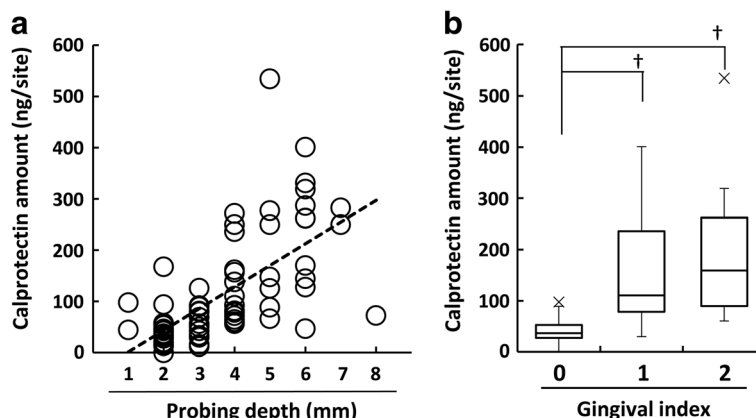 a
Calprotectin amount (ng/site)
600
500
400
300
200
100
0
1 2 3 4 5 6 7 8
Probing depth (mm)
b
Calprotectin amount (ng/site)
600
500
400
300
200
100
0
†
†
0 1 2
Gingival index